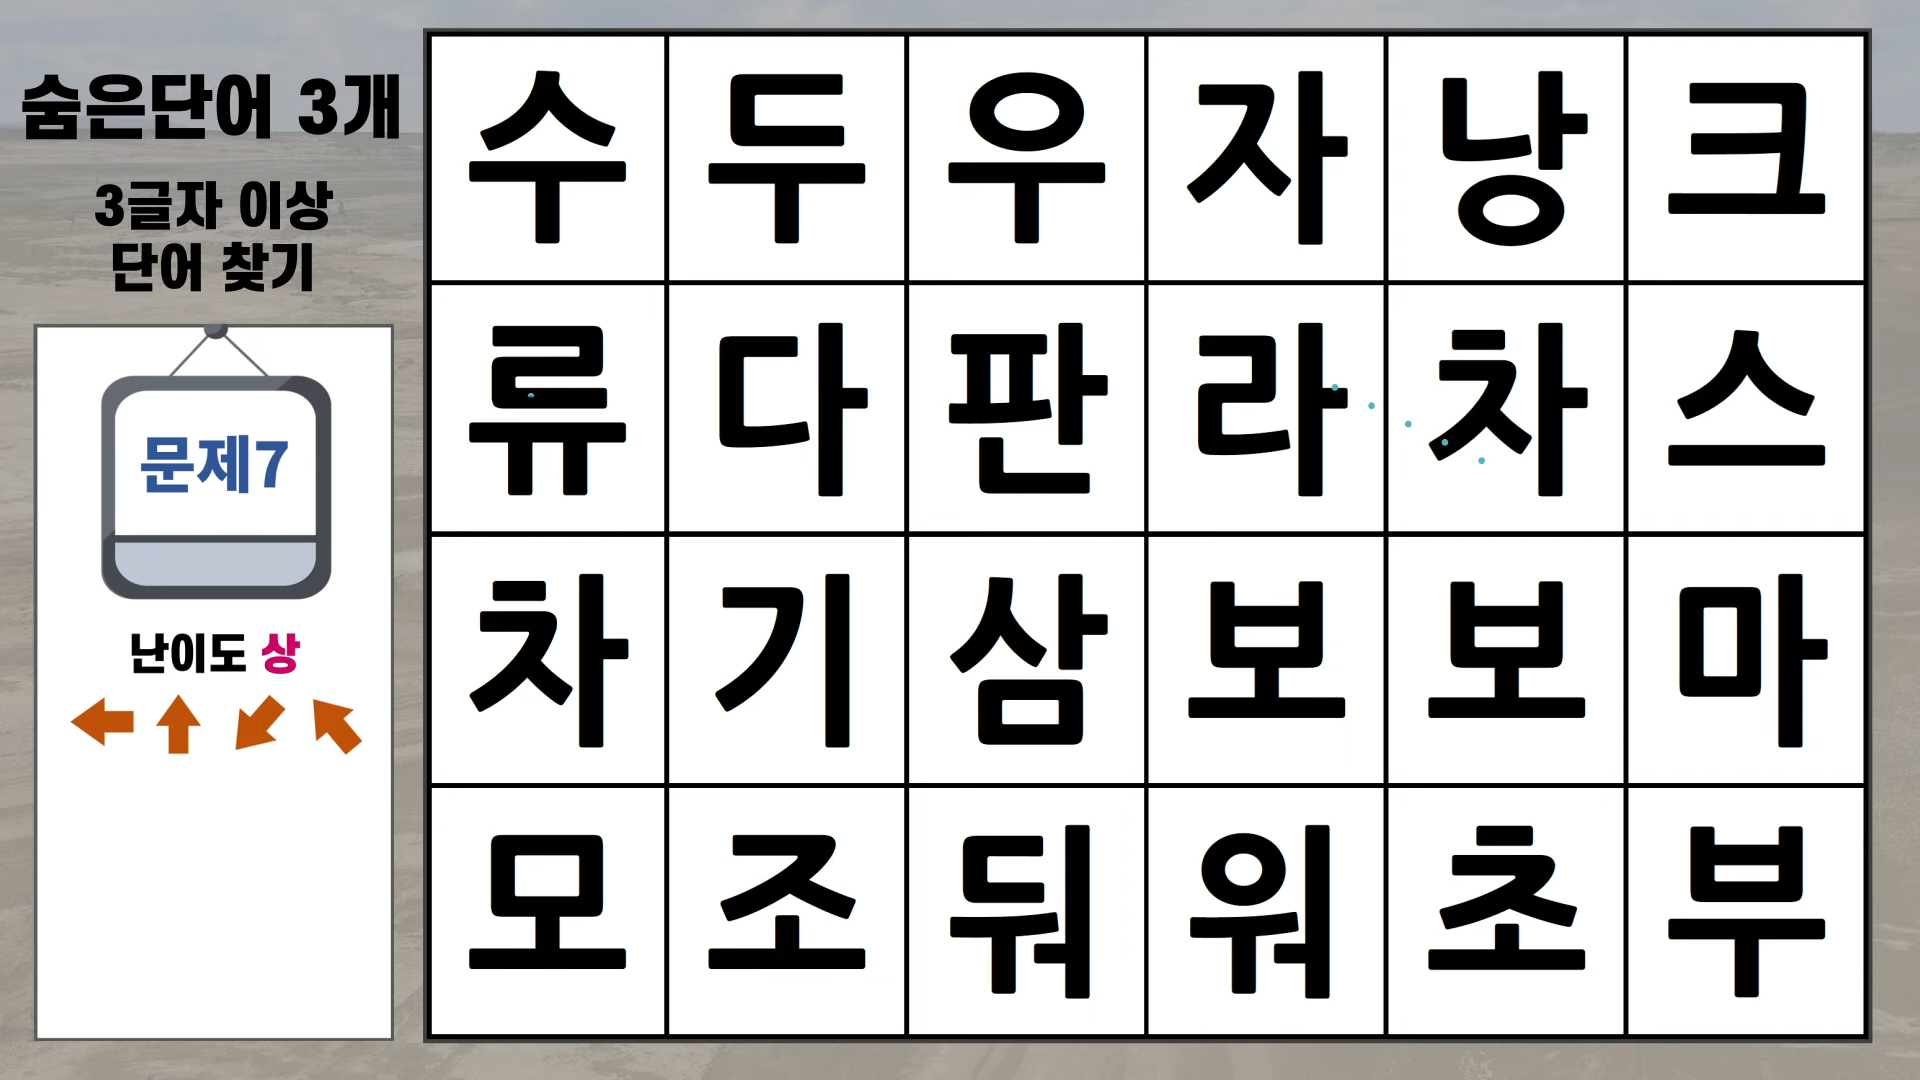 숨은단어 3개
3글자 이상
단어 찾기
문제7
난이도 상
수 두 우 자 낭 크
류 다 판 라 차 스
차 기 삼 보 보 마
모 조 둬 워 초 부